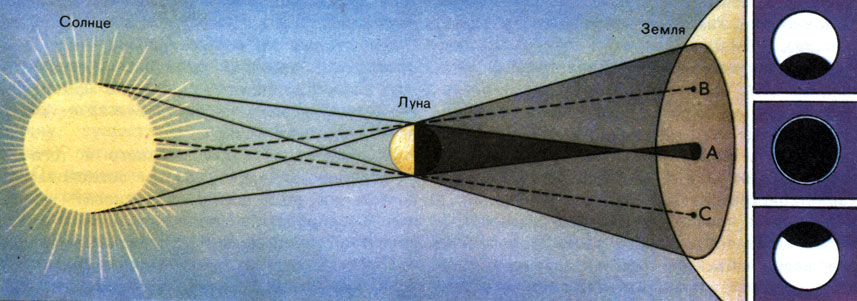 Солнце
Земля
Луна
В
А
С